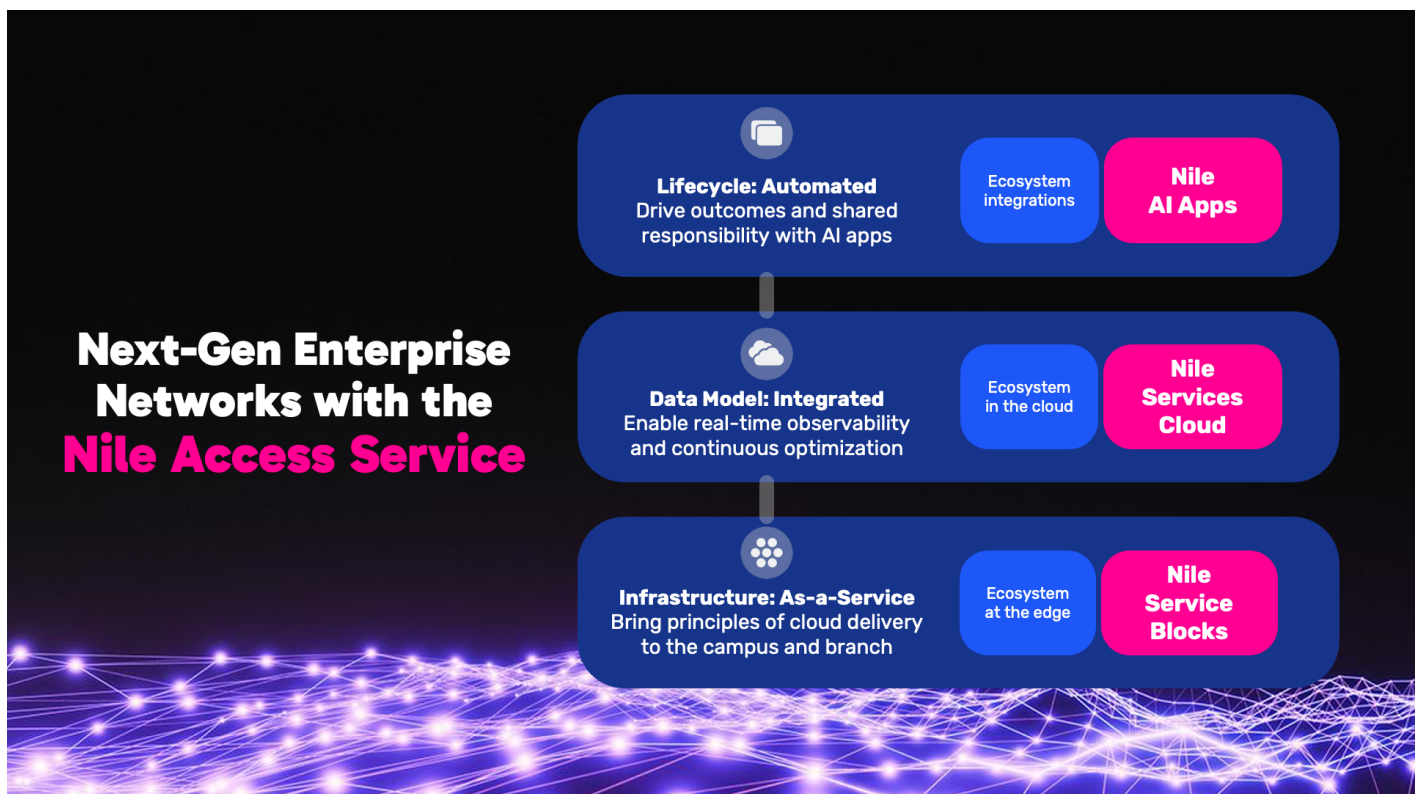 Next-Gen Enterprise
Networks with the
Nile Access Service
Lifecycle: Automated
Drive outcomes and shared
responsibility with AI apps
Ecosystem
integrations
Nile
AI Apps
Data Model: Integrated
Enable real-time observability
and continuous optimization
Ecosystem
in the cloud
Nile
Services
Cloud
Infrastructure: As-a-Service
Bring principles of cloud delivery
to the campus and branch
Ecosystem
at the edge
Nile
Service
Blocks